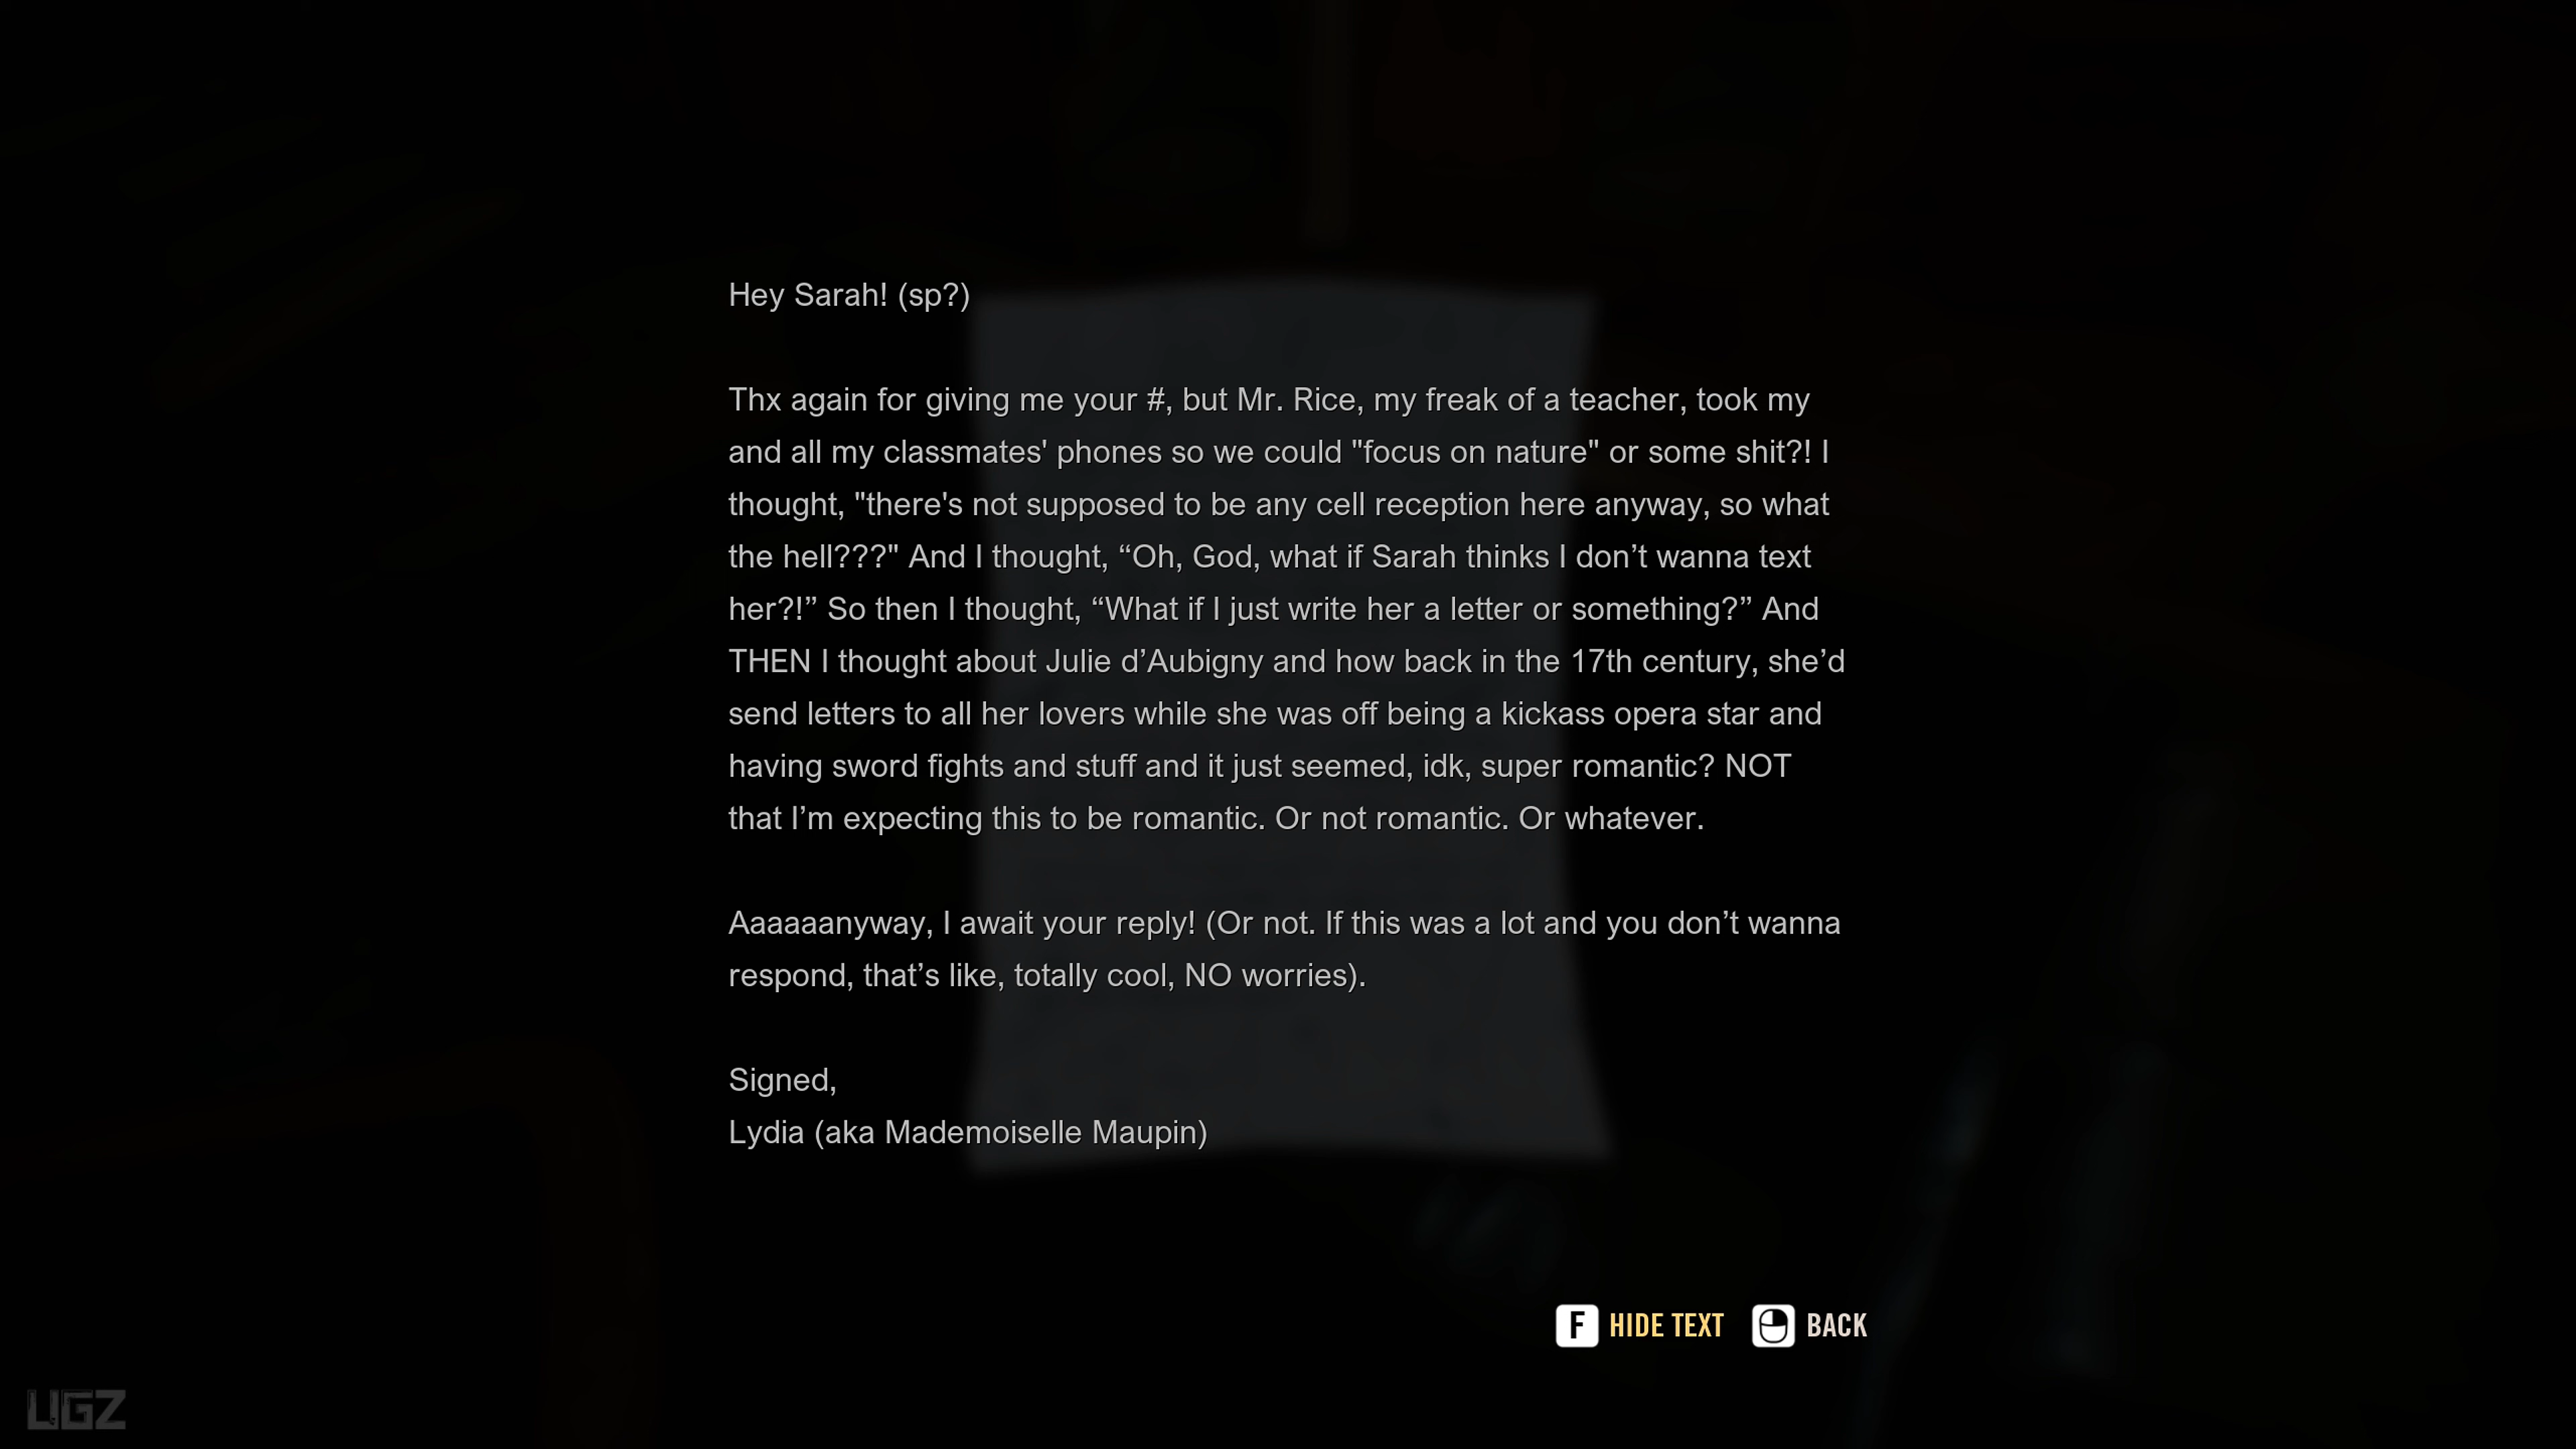 Hey Sarah! (sp?)
Thx again for giving me your #, but Mr. Rice, my freak of a teacher, took my
and all my classmates' phones so we could "focus on nature" or some shit?! I
thought, "there's not supposed to be any cell reception here anyway, so what
the hell???" And I thought, “Oh, God, what if Sarah thinks I don’t wanna text
her?!” So then I thought, “What if I just write her a letter or something?” And
THEN I thought about Julie d’Aubigny and how back in the 17th century, she’d
send letters to all her lovers while she was off being a kickass opera star and
having sword fights and stuff and it just seemed, idk, super romantic? NOT
that I’m expecting this to be romantic. Or not romantic. Or whatever.
Aaaaaanyway, I await your reply! (Or not. If this was a lot and you don’t wanna
respond, that’s like, totally cool, NO worries).
Signed,
Lydia (aka Mademoiselle Maupin)
F HIDE TEXT BACK
UGZ